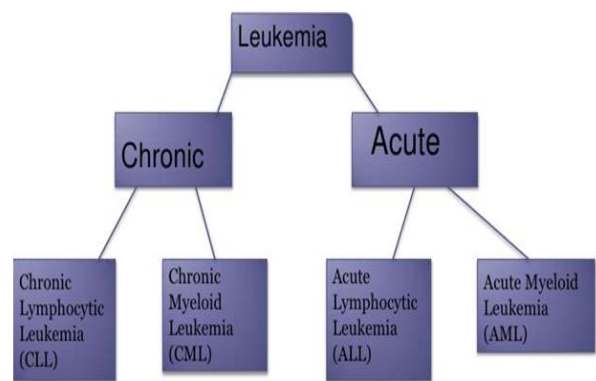 Leukemia
Chronic
Acute
Chronic
Lymphocytic
Leukemia
(CLL)
Chronic
Myeloid
Leukemia
(CML)
Acute
Lymphocytic
Leukemia
(ALL)
Acute Myeloid
Leukemia
(AML)